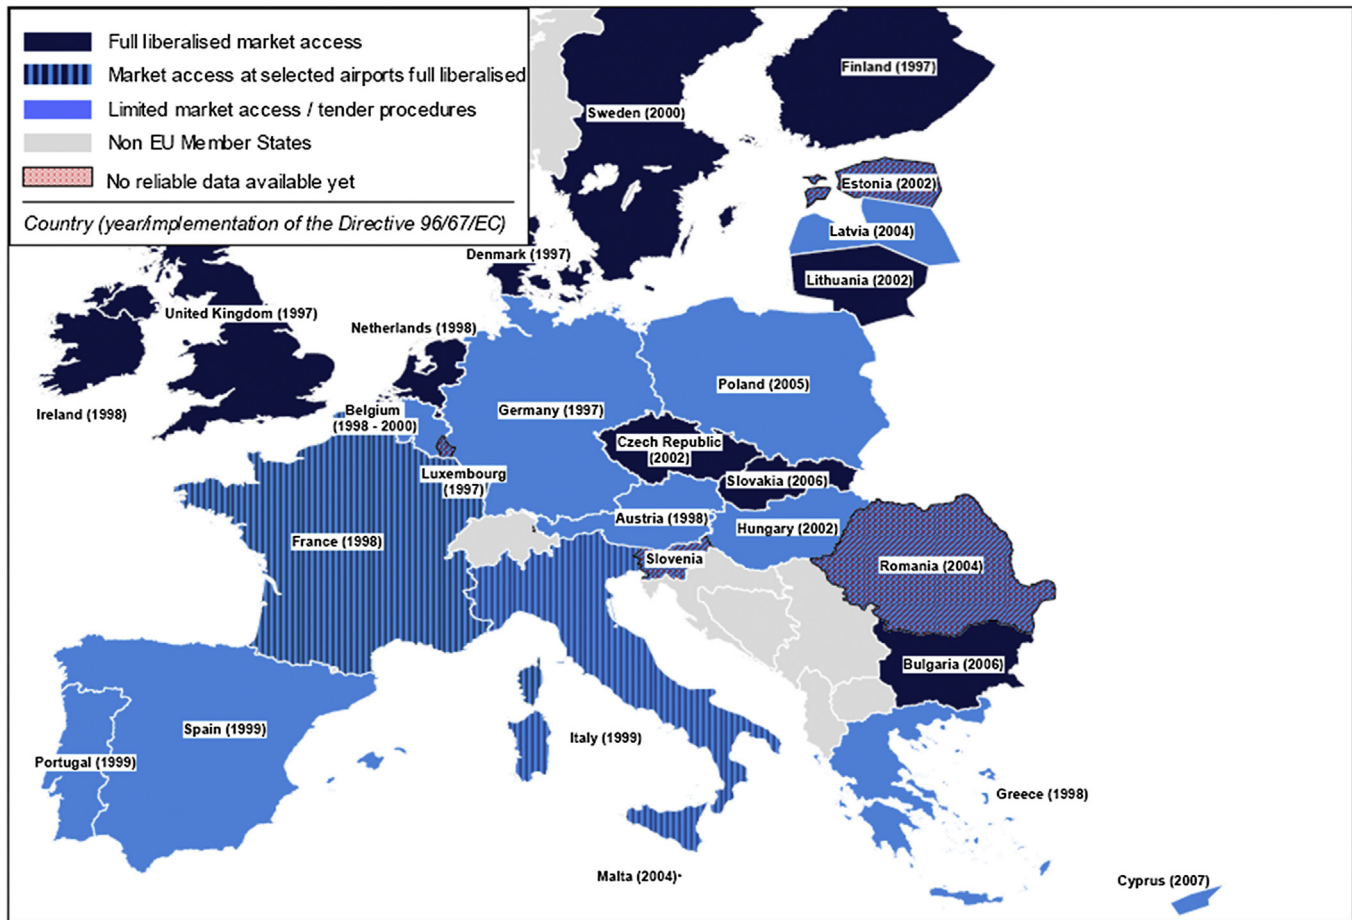 Full liberalised market access
Market access at selected airports full liberalised
Limited market access / tender procedures
Non EU Member States
No reliable data available yet
Country (year/implementation of the Directive 96/67/EC)
Finland (1997)
Sweden (2000)
Estonia (2002)
Latvia (2004)
Denmark (1997)
Lithuania (2002)
United Kingdom (1997)
Netherlands (1998)
Poland (2005)
Ireland (1998)
Belgium
(1998 - 2000)
Germany (1997)
Czech Republic
(2002)
Luxembourg
(1997)
Slovakia (2006)
Austria (1998)
Hungary (2002)
France (1998)
Slovenia
Romania (2004)
Bulgaria (2006)
Spain (1999)
Italy (1999)
Portugal (1999)
Greece (1998)
Malta (2004)
Cyprus (2007)